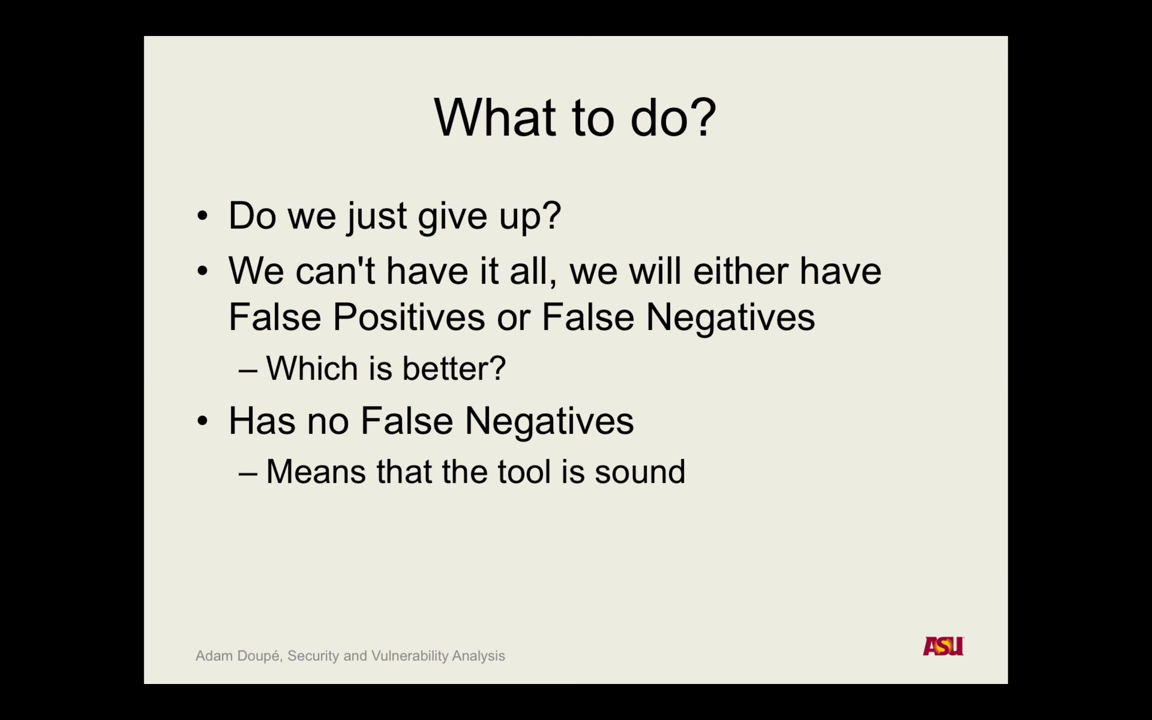 What to do?
• Do we just give up?
• We can't have it all, we will either have
False Positives or False Negatives
– Which is better?
• Has no False Negatives
– Means that the tool is sound
Adam Doupé, Security and Vulnerability Analysis
ASU